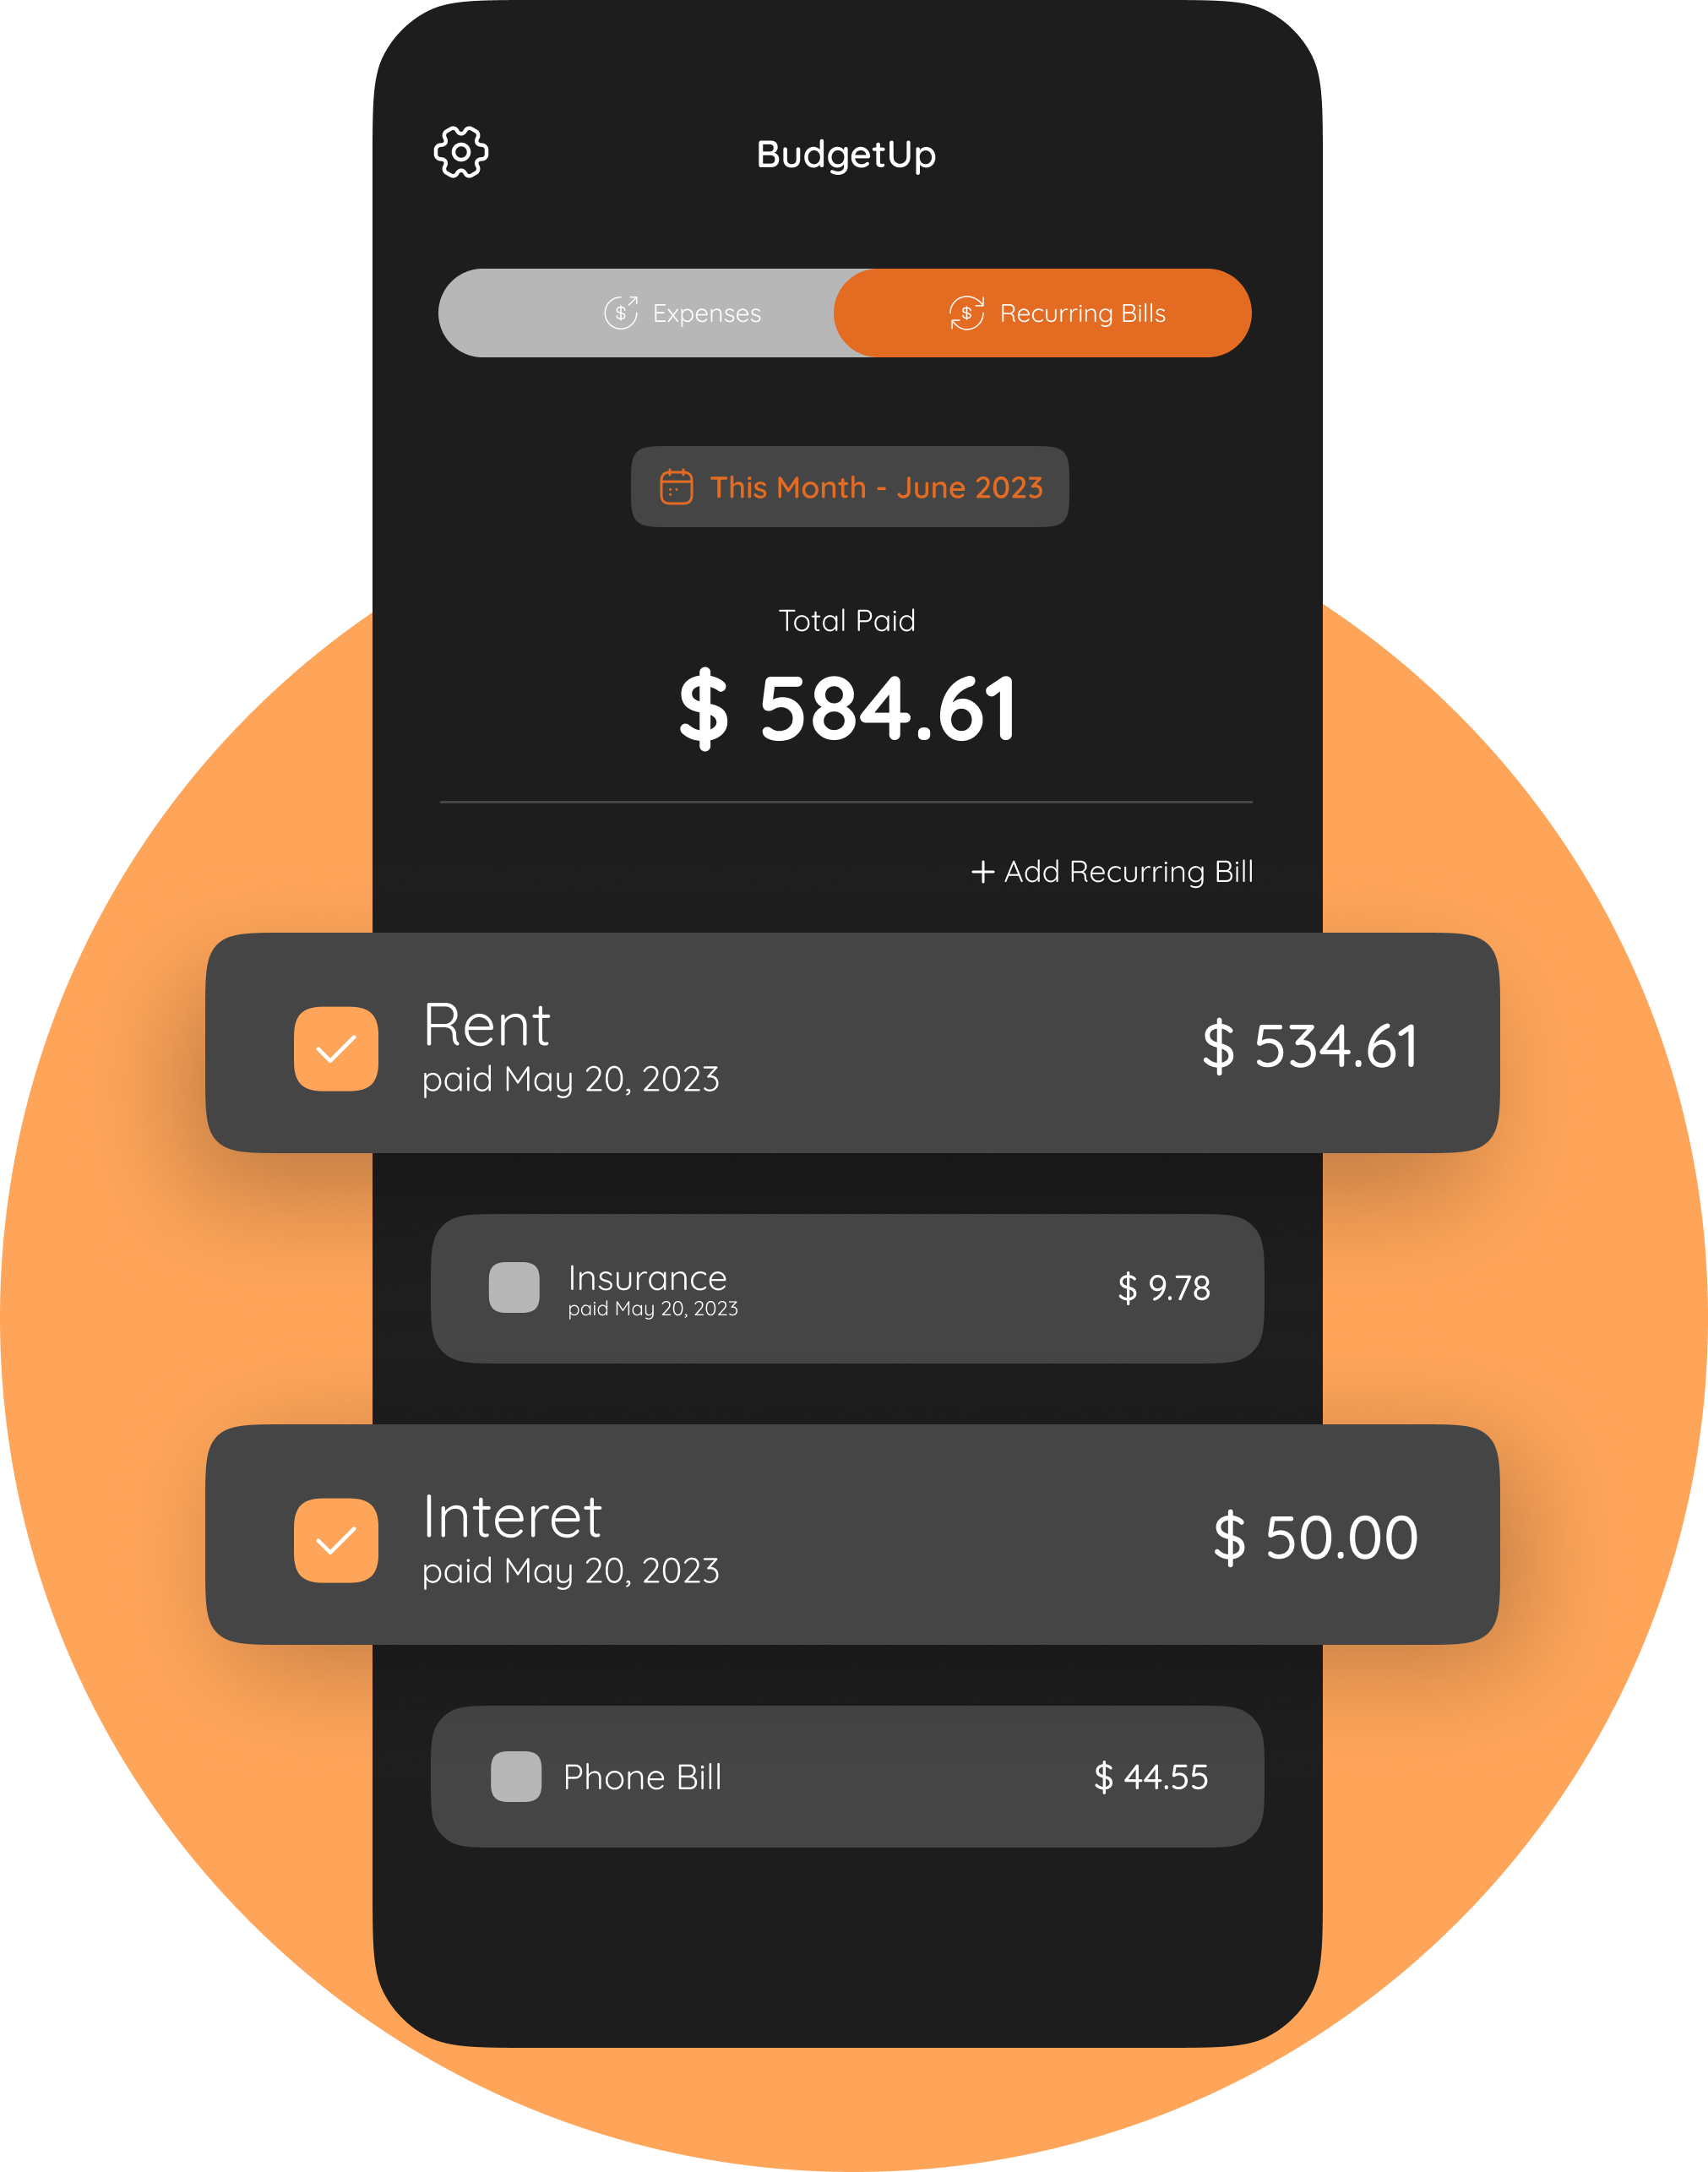 BudgetUp
Expenses
Recurring Bills
This Month - June 2023
Total Paid
$ 584.61
+ Add Recurring Bill
Rent
$ 534.61
paid May 20, 2023
Insurance
$ 9.78
paid May 20, 2023
Interet
$ 50.00
paid May 20, 2023
Phone Bill
$ 44.55